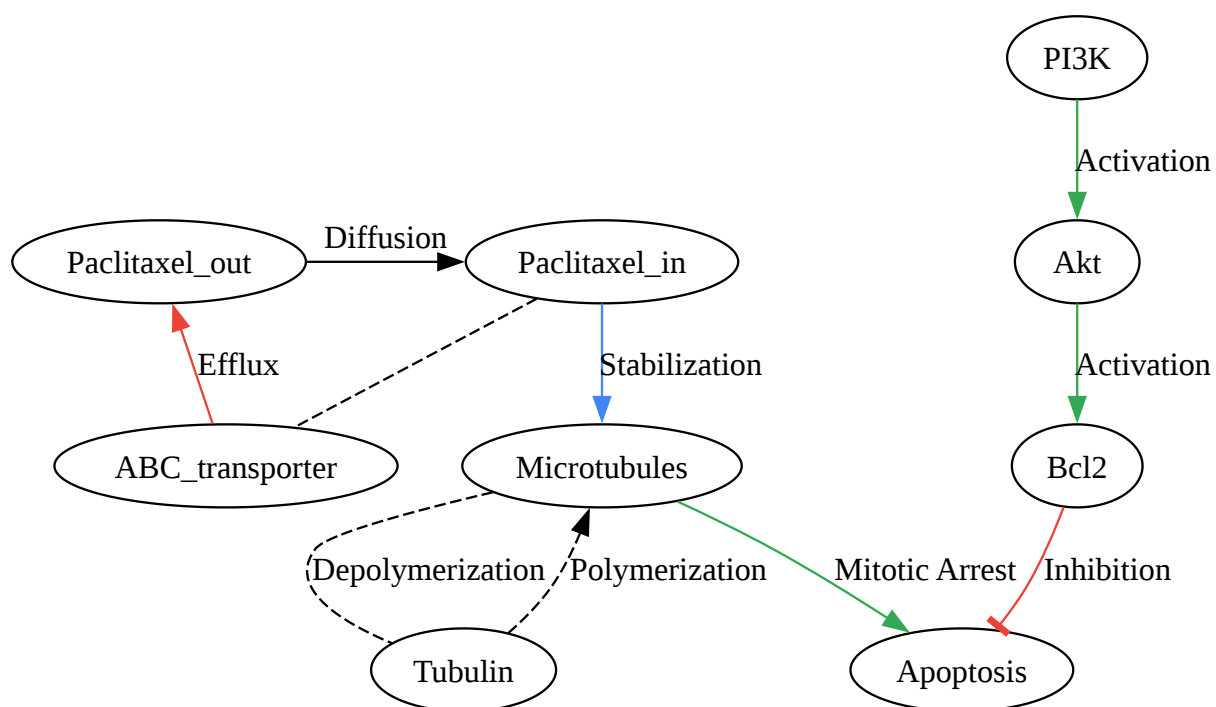 PI3K
Activation
Diffusion
Paclitaxel_out
Paclitaxel_in
Akt
Efflux
Stabilization
Activation
ABC_transporter
Microtubules
Bcl2
Depolymerization
Polymerization
Mitotic Arrest
Inhibition
Tubulin
Apoptosis